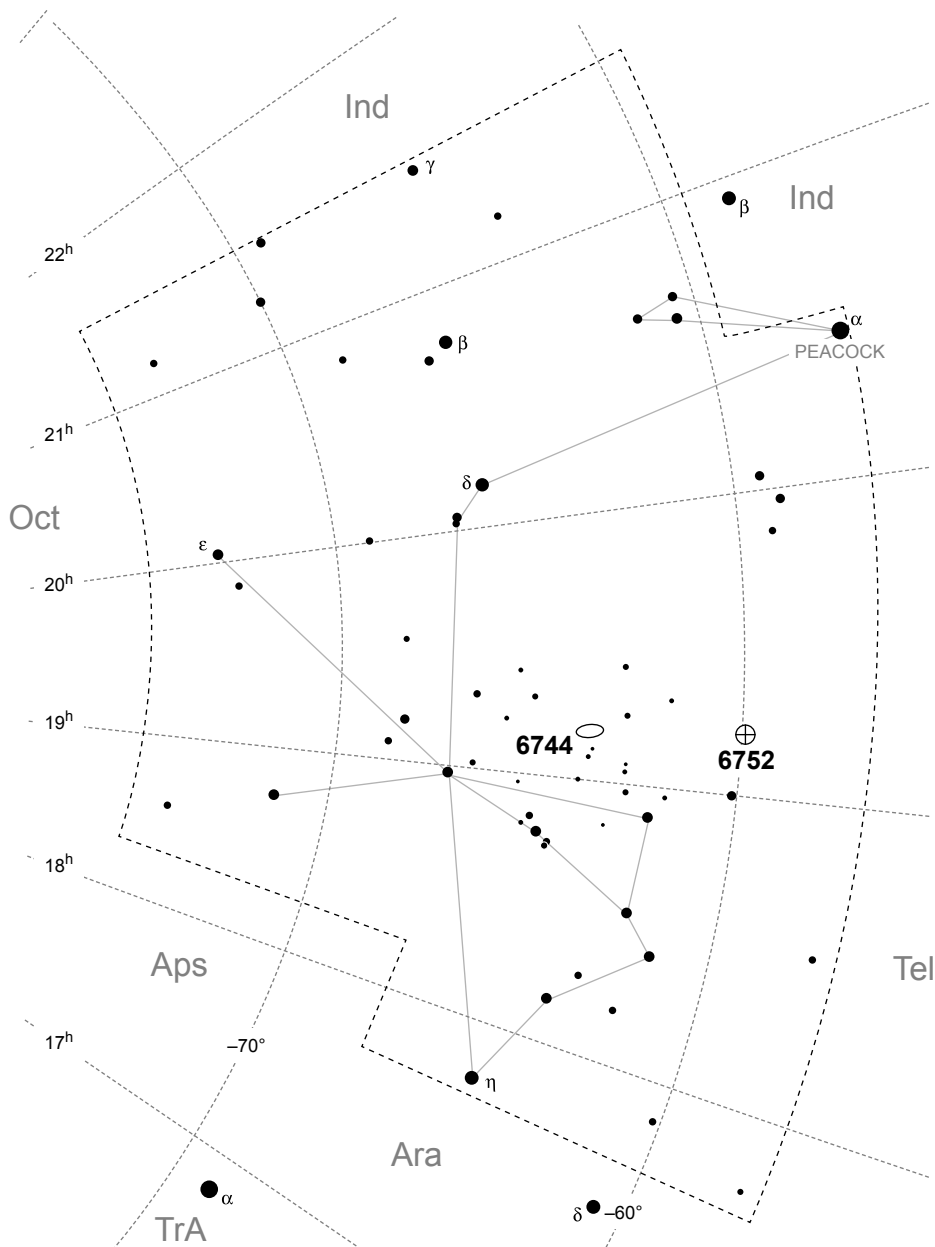 Ind
γ
Ind
β
22ʰ
α
β
PEACOCK
21ʰ
δ
Oct
ε
20ʰ
19ʰ
6744
6752
18ʰ
Aps
Tel
17ʰ
–70°
η
Ara
α
δ
–60°
TrA